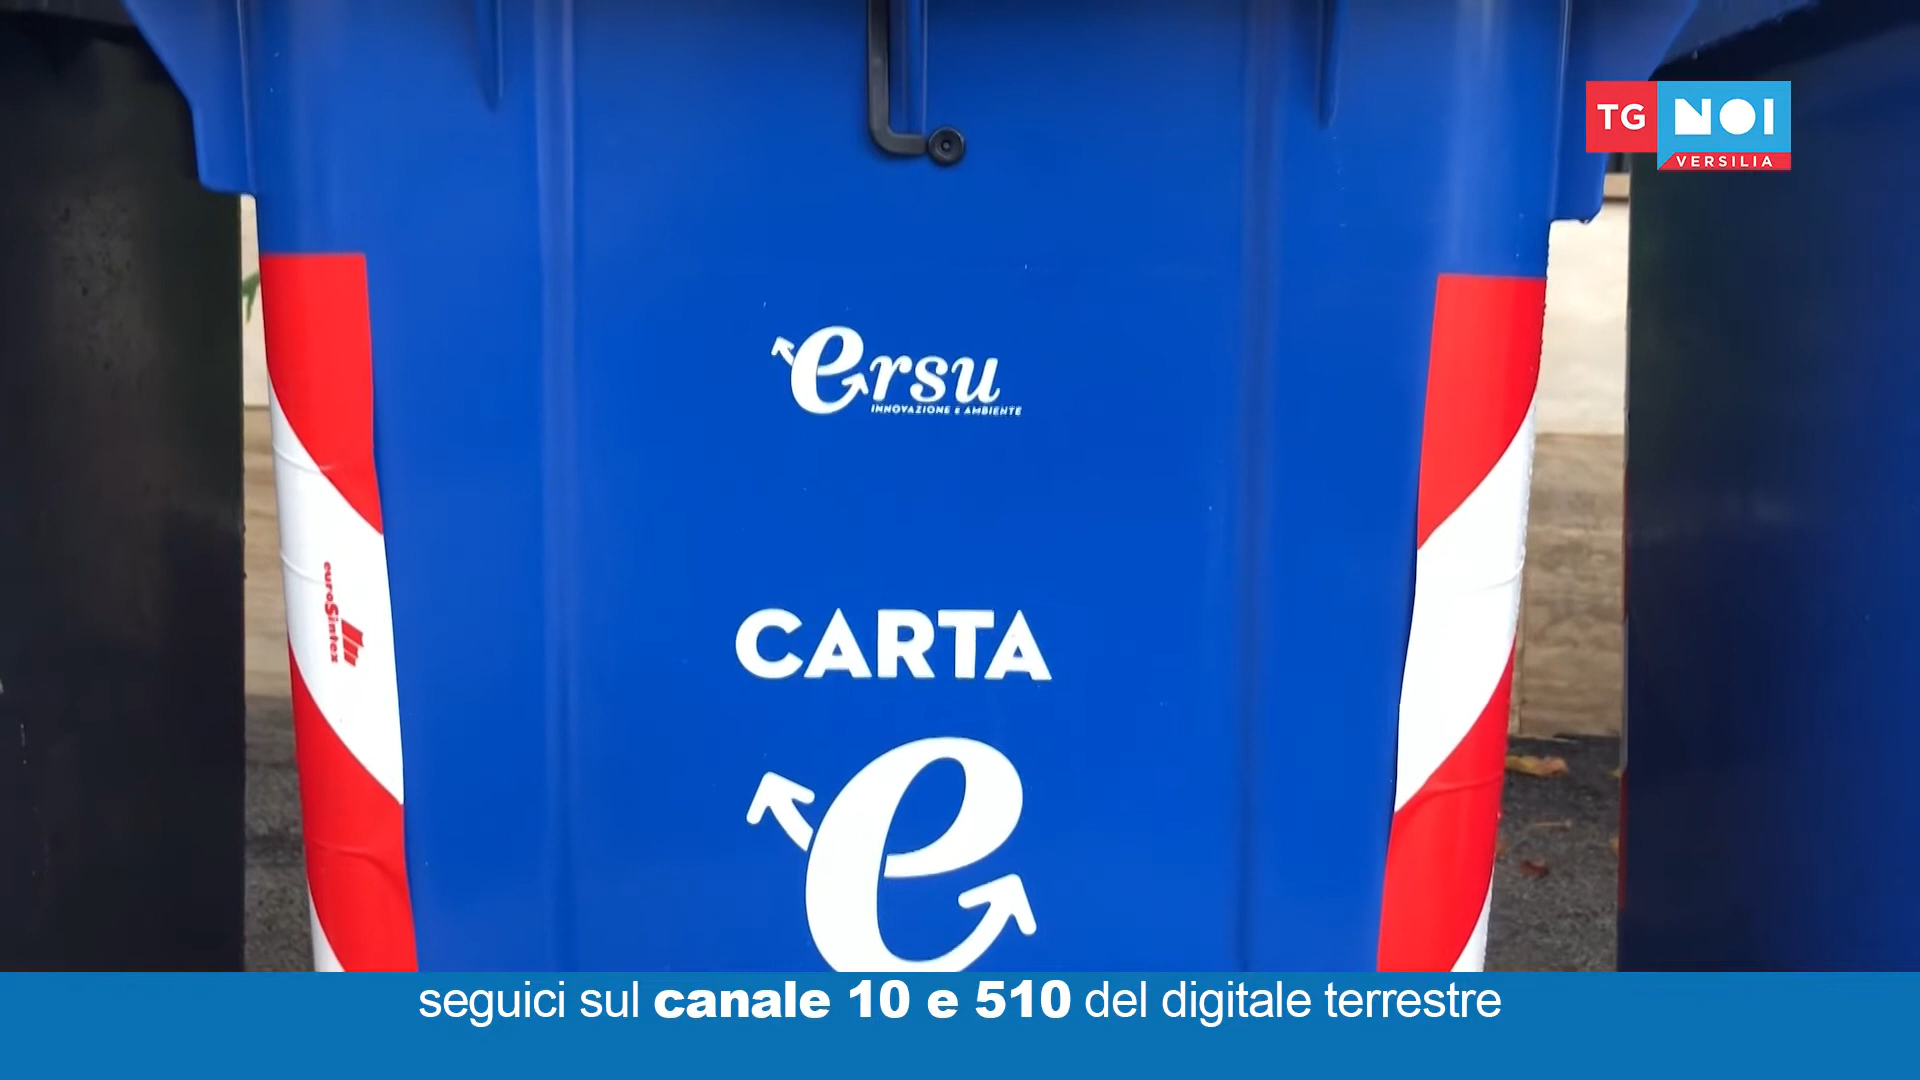 TG NOI
VERSILIA
ersu
INNOVAZIONE E AMBIENTE
euroSintex
CARTA
e
seguici sul canale 10 e 510 del digitale terrestre